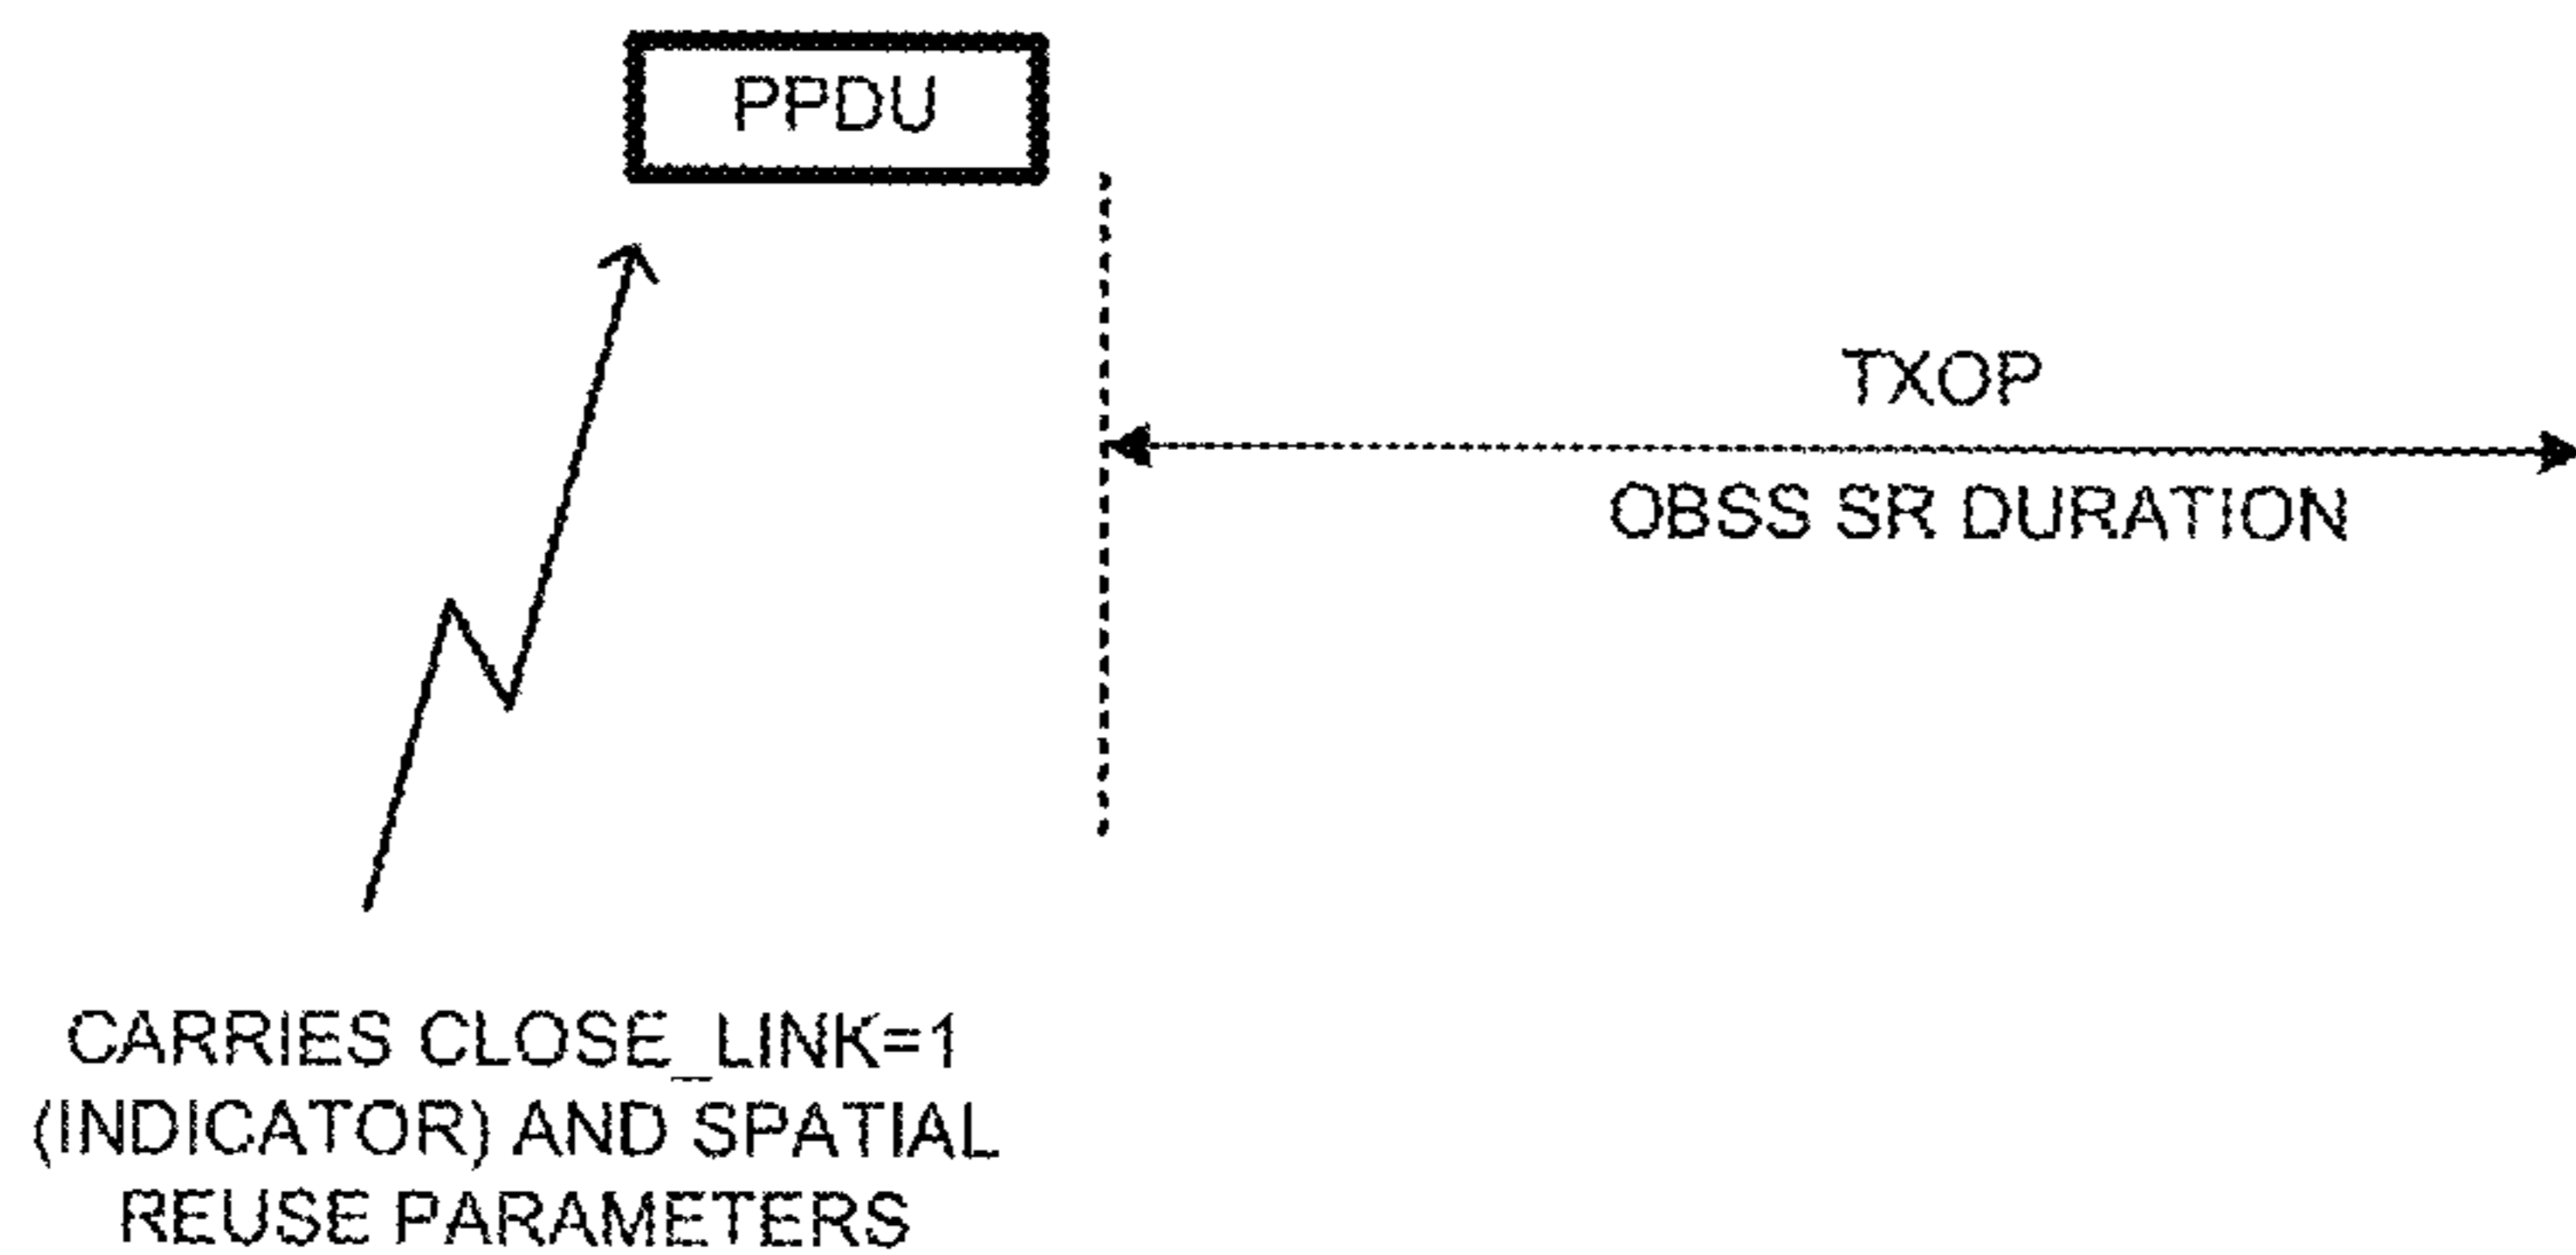 PPDU
TXOP
OBSS SR DURATION
CARRIES CLOSE_LINK=1
(INDICATOR) AND SPATIAL
REUSE PARAMETERS